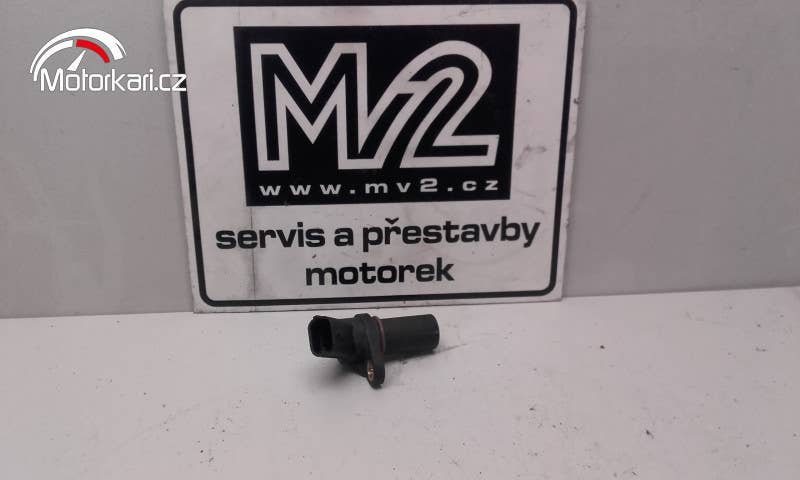 Motorkari.cz
MV2
www.mv2.cz
servis a přestavby
motorek